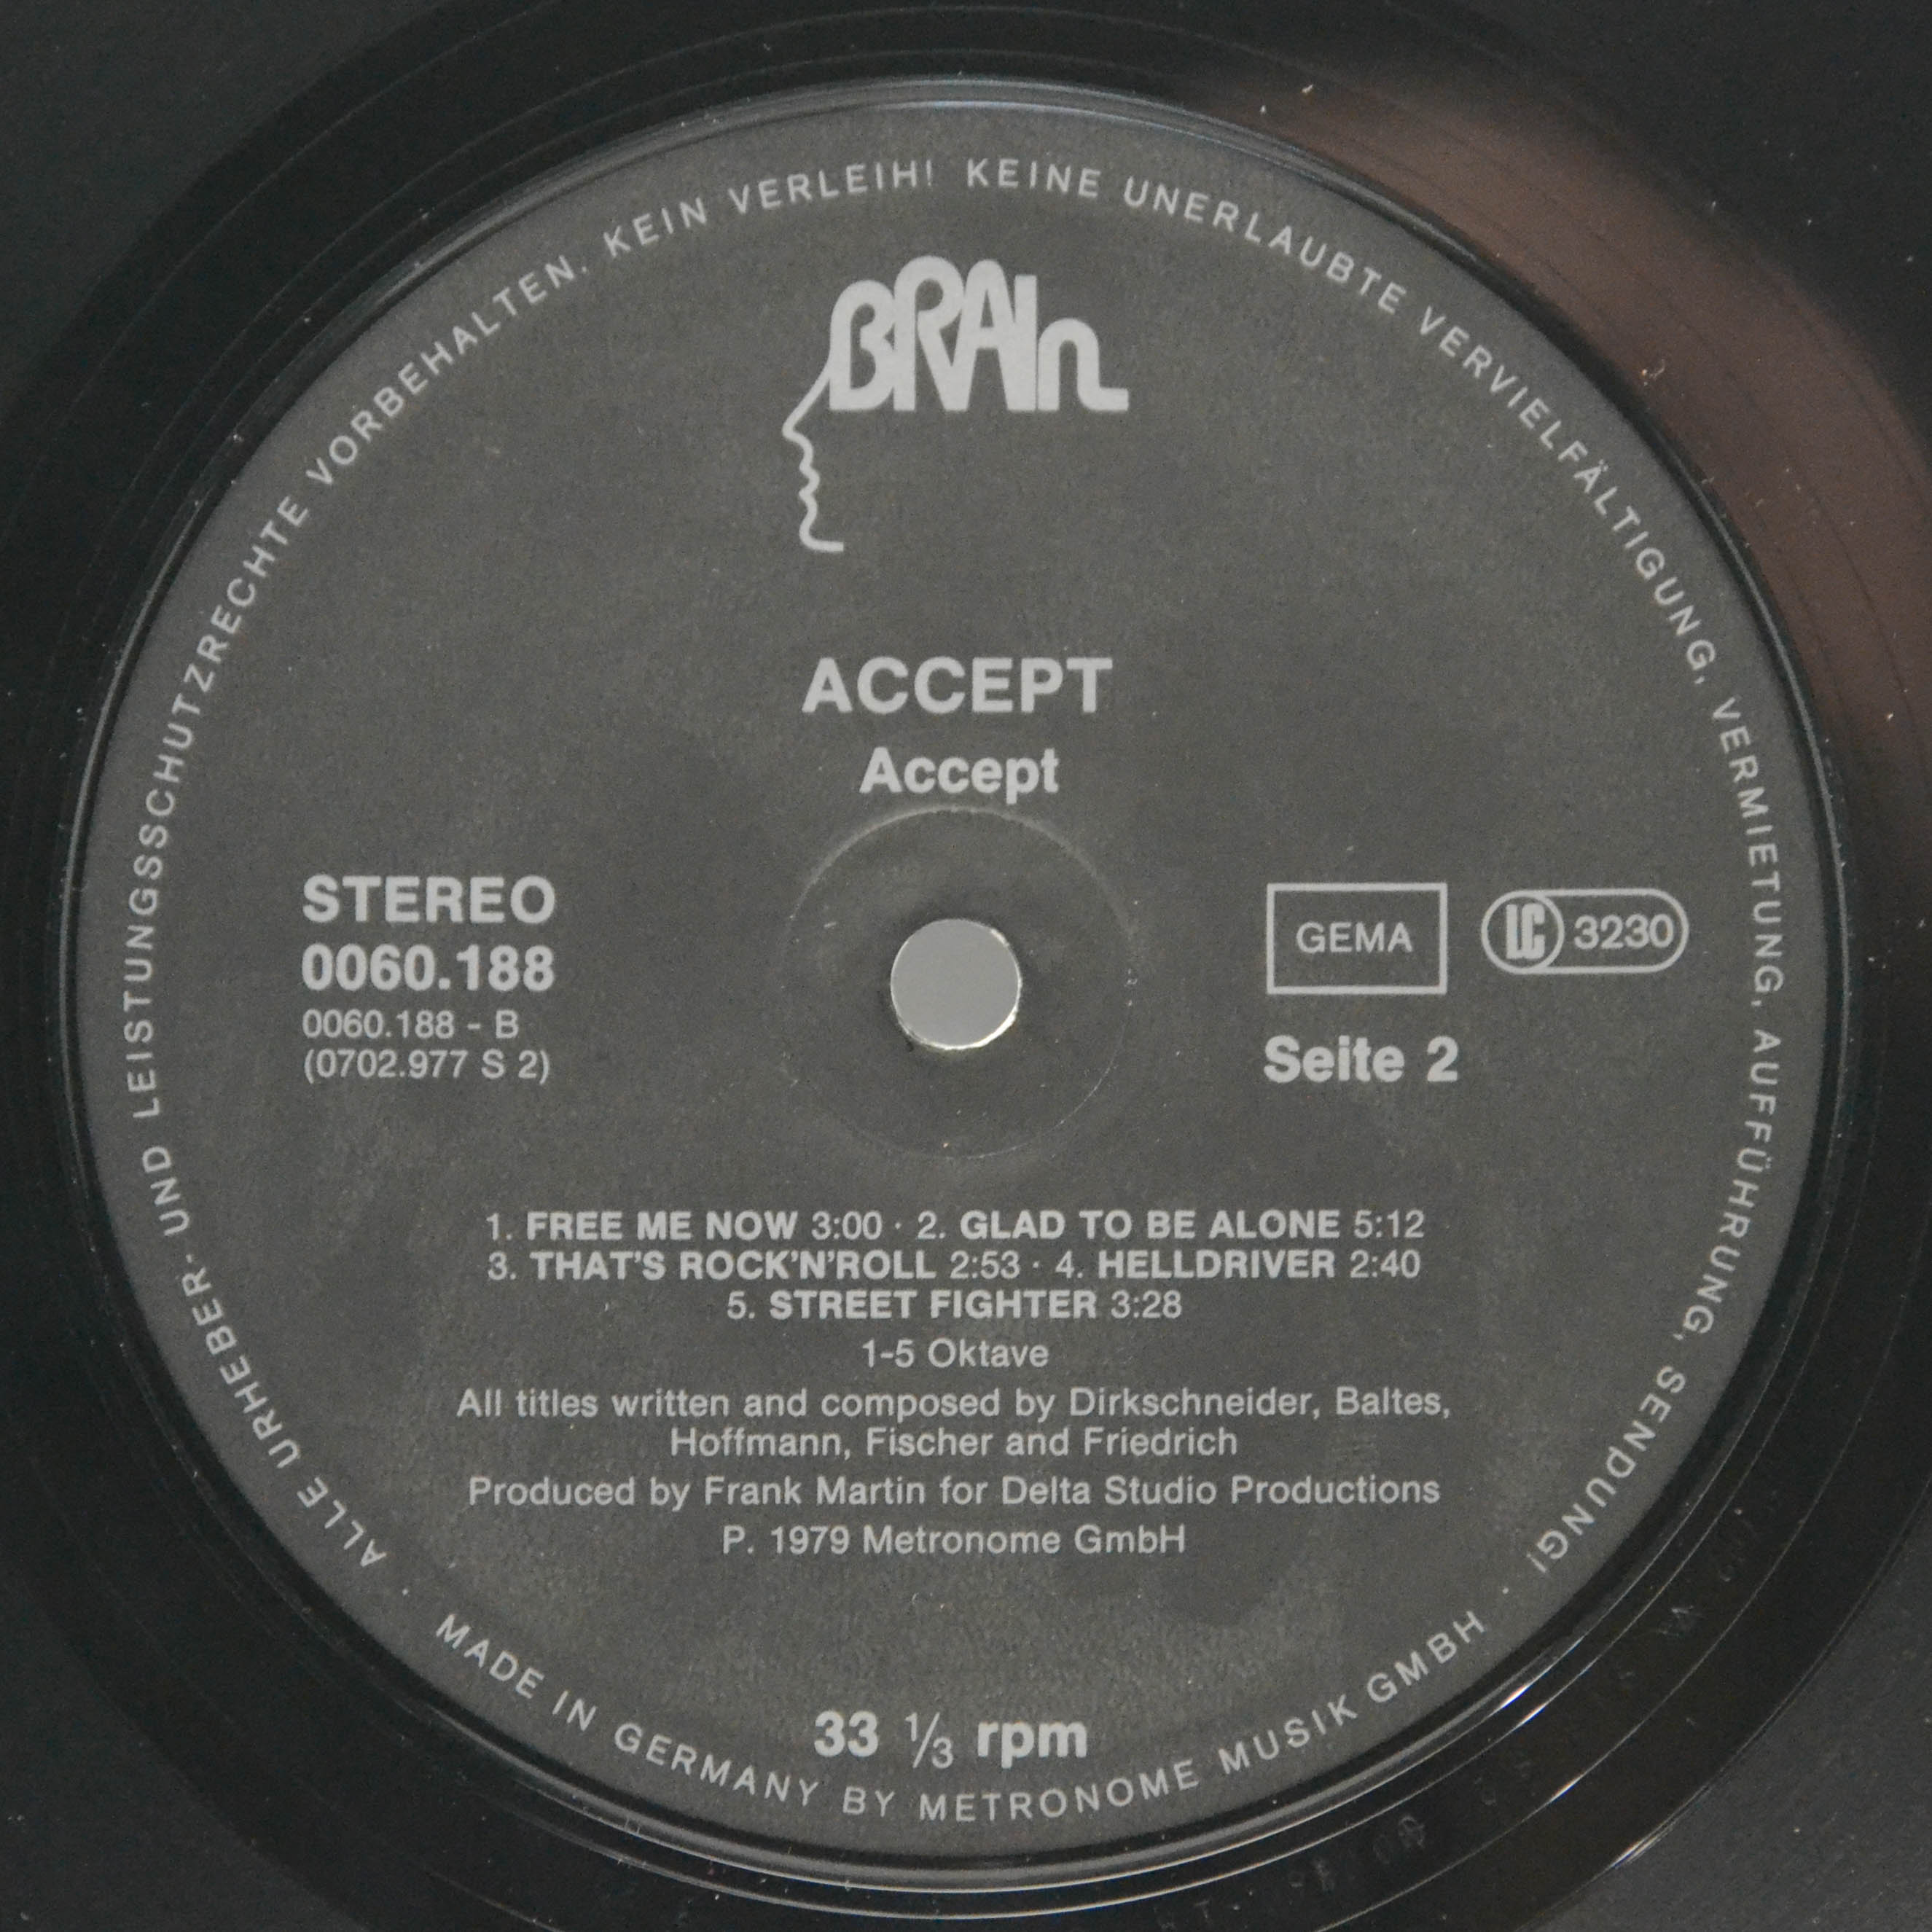 ALLE URHEBER- UND LEISTUNGSSCHUTZRECHTE VORBEHALTEN. KEIN VERLEIH! KEINE UNERLAUBTE VERVIELFÄLTIGUNG, VERMIETUNG, AUFFÜHRUNG, SENDUNG!
BRAIn
ACCEPT
Accept
STEREO
0060.188
0060.188 - B
(0702.977 S 2)
GEMA
LC 3230
Seite 2
1. FREE ME NOW 3:00 · 2. GLAD TO BE ALONE 5:12
3. THAT'S ROCK'N'ROLL 2:53 · 4. HELLDRIVER 2:40
5. STREET FIGHTER 3:28
1-5 Oktave
All titles written and composed by Dirkschneider, Baltes,
Hoffmann, Fischer and Friedrich
Produced by Frank Martin for Delta Studio Productions
P. 1979 Metronome GmbH
33 ⅓ rpm
· MADE IN GERMANY BY METRONOME MUSIK GMBH ·